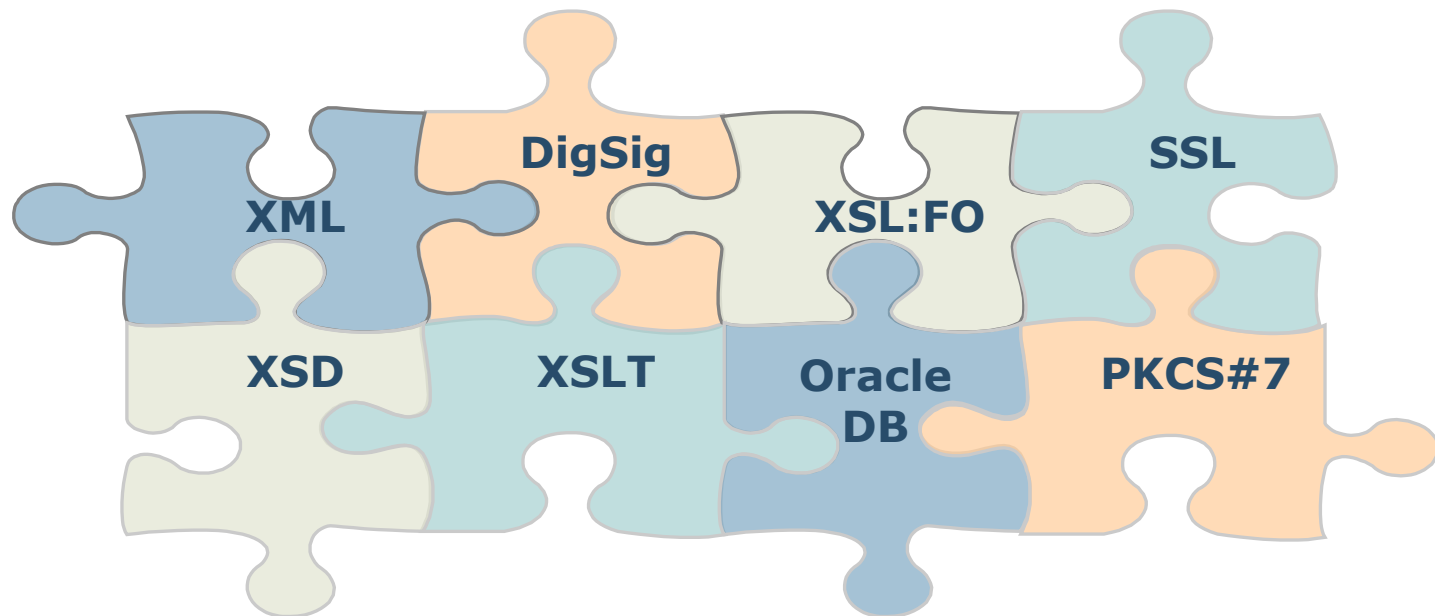 XML
DigSig
XSL:FO
SSL
XSD
XSLT
Oracle
DB
PKCS#7